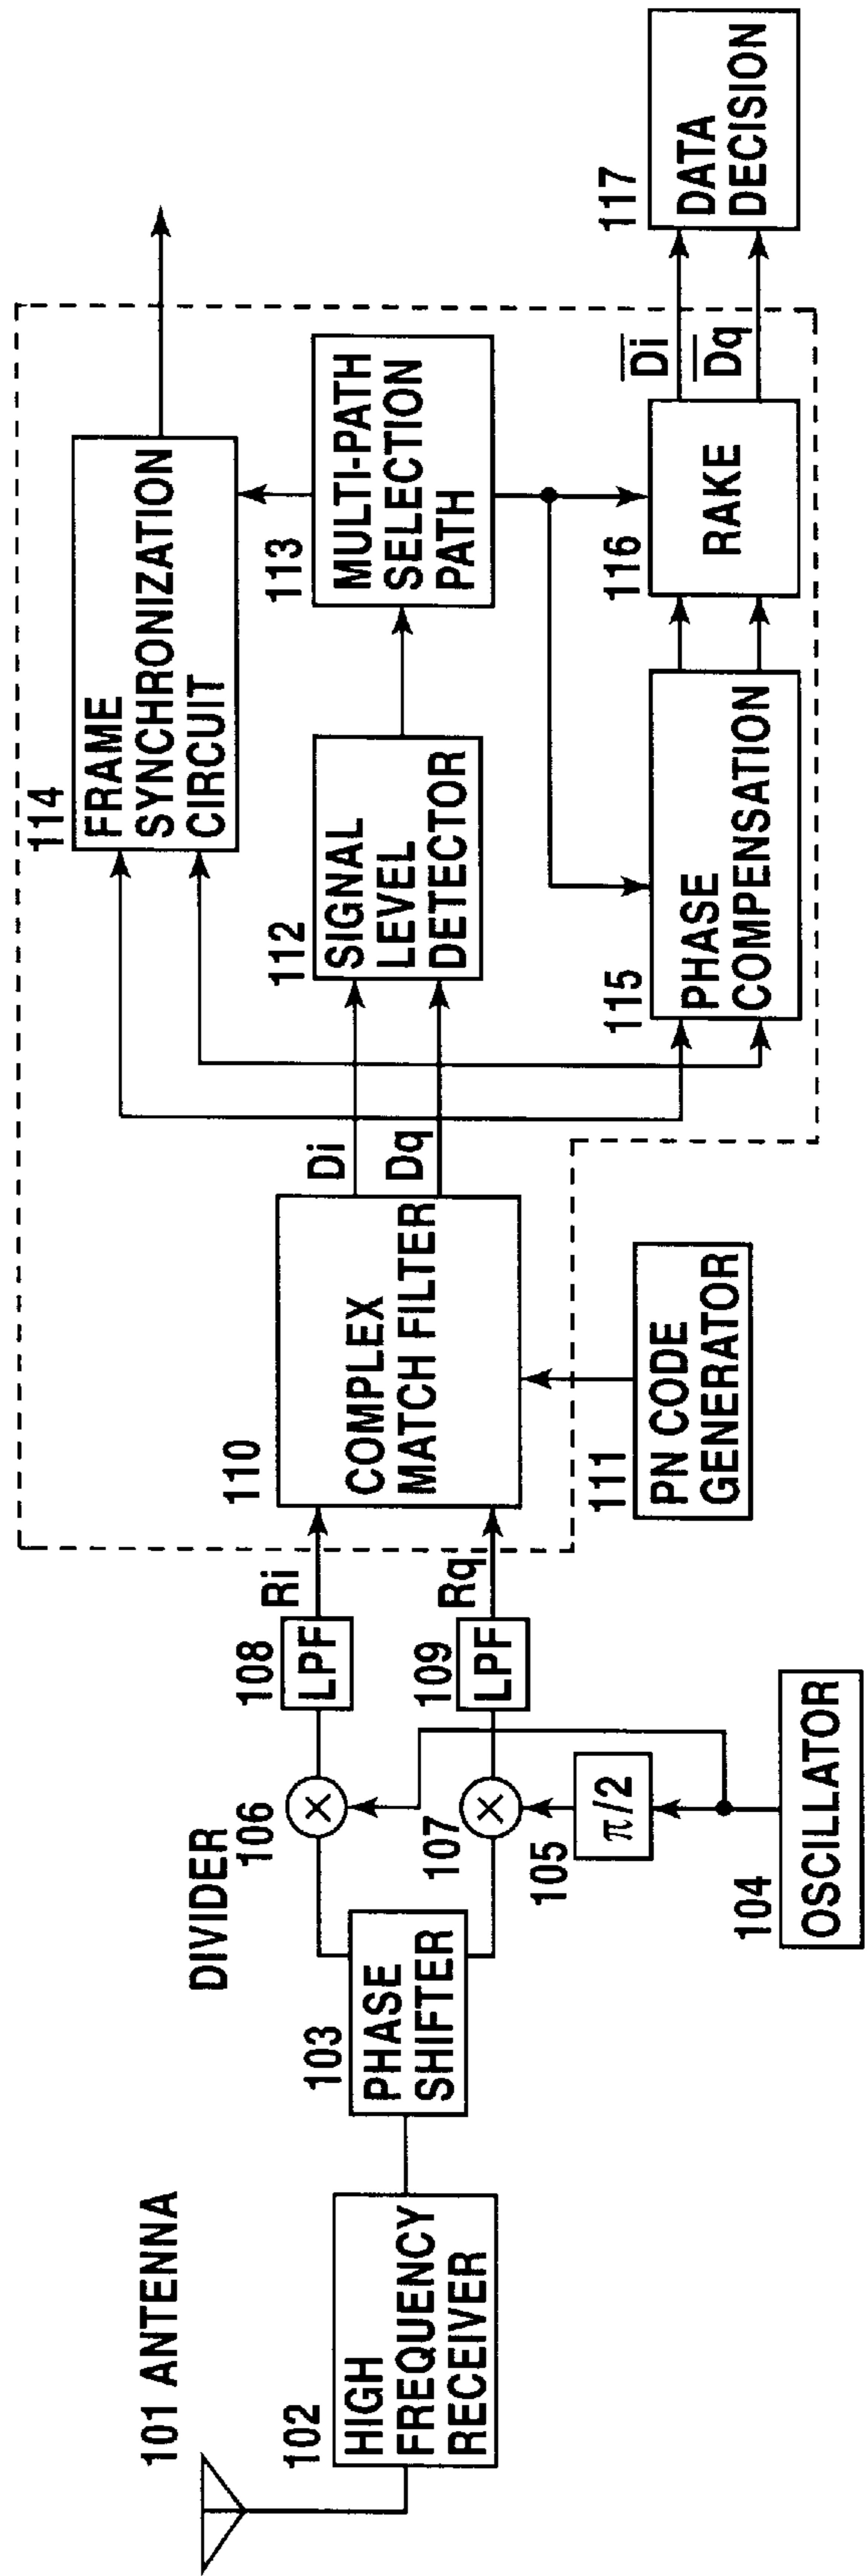 101 ANTENNA
102
HIGH
FREQUENCY
RECEIVER
103
PHASE
SHIFTER
DIVIDER
106
×
107
×
105
π/2
104
OSCILLATOR
108
LPF
Ri
109
LPF
Rq
110
COMPLEX
MATCH FILTER
111
PN CODE
GENERATOR
Di
Dq
112
SIGNAL
LEVEL
DETECTOR
113
MULTI-PATH
SELECTION
PATH
114
FRAME
SYNCHRONIZATION
CIRCUIT
115
PHASE
COMPENSATION
116
RAKE
D̅i̅
D̅q̅
117
DATA
DECISION